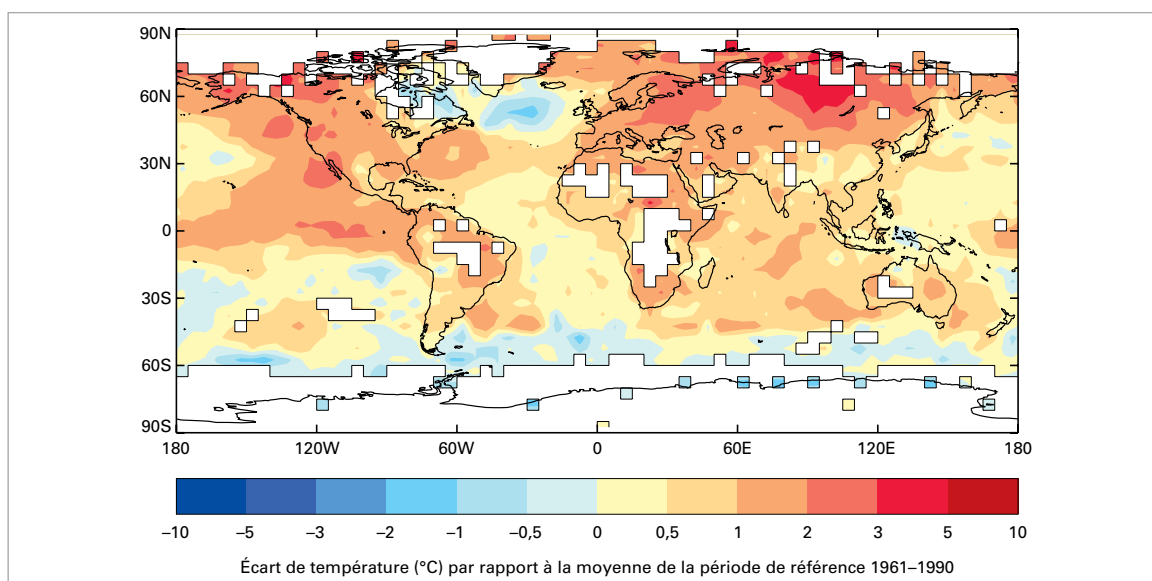 90N
60N
30N
0
30S
60S
90S
180 120W 60W 0 60E 120E 180
–10 –5 –3 –2 –1 –0,5 0 0,5 1 2 3 5 10
Écart de température (°C) par rapport à la moyenne de la période de référence 1961–1990